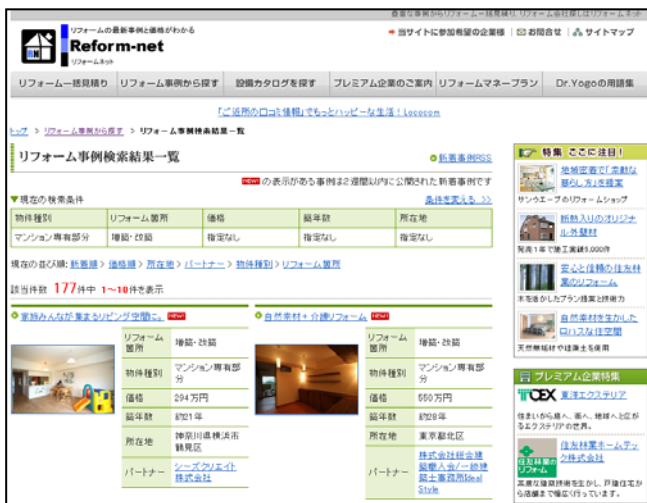 豊富な事例からリフォーム一括見積り, リフォーム会社探しはリフォームネット
リフォームの最新事例と価格がわかる
Reform-net
リフォームネット
当サイトに参加希望の企業様 | お問合せ | サイトマップ
リフォーム一括見積り リフォーム事例から探す 設備カタログを探す プレミアム企業のご案内 リフォームマネープラン Dr.Yogoの用語集
「ご近所の口コミ情報」でもっとハッピーな生活！Lococom
トップ > リフォーム事例から探す > リフォーム事例検索結果一覧
リフォーム事例検索結果一覧
新着事例RSS
NEW! の表示がある事例は2週間以内に公開された新着事例です
▼現在の検索条件
条件を変える >>
物件種別 リフォーム箇所 価格 築年数 所在地
マンション専有部分 増築・改築 指定なし 指定なし 指定なし
現在の並び順: 新着順 > 価格順 > 所在地 > パートナー > 物件種別 > リフォーム箇所
該当件数 177件中 1～10件を表示
家族みんなが集まるリビング空間に。 NEW!
リフォーム箇所 増築・改築
物件種別 マンション専有部分
価格 294万円
築年数 約21年
所在地 神奈川県横浜市鶴見区
パートナー シーズクリエイト株式会社
自然素材+介護リフォーム NEW!
リフォーム箇所 増築・改築
物件種別 マンション専有部分
価格 550万円
築年数 約28年
所在地 東京都北区
パートナー 株式会社総合建築職人会/一級建築士事務所Ideal Style
特集 ここに注目！
地域密着で「素敵な暮らし方」を提案
サンウエーブのリフォームショップ
断熱入りのオリジナル外壁材
発売1年で施工実績5,000件
安心と信頼の住友林業のリフォーム
木を活かしたプラン提案と技術力
自然素材を生かしたロハスな住空間
天然無垢材や珪藻土を使用
プレミアム企業特集
TOEX 東洋エクステリア
住まいから庭へ、街へ、地球へと広がるエクステリアの世界。
住友林業の
リフォーム
住友林業ホームテック株式会社
高度な建築技術を生かし、戸建住宅から店舗まで幅広く行っています。